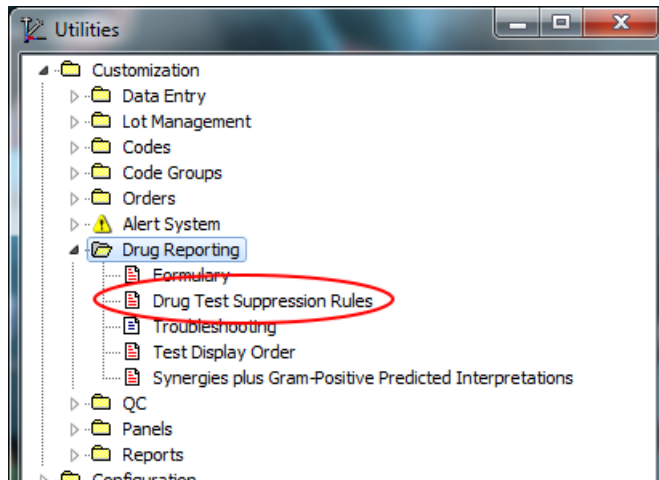 Utilities
Customization
Data Entry
Lot Management
Codes
Code Groups
Orders
Alert System
Drug Reporting
Formulary
Drug Test Suppression Rules
Troubleshooting
Test Display Order
Synergies plus Gram-Positive Predicted Interpretations
QC
Panels
Reports
Configuration